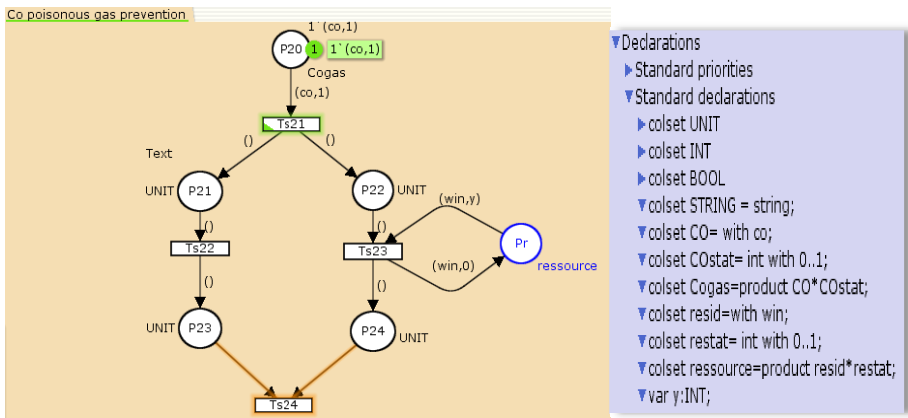 Co poisonous gas prevention
1`(co,1)
P20 1 1`(co,1)
Cogas
(co,1)
Ts21
() ()
Text
UNIT P21 P22 UNIT
(win,y)
() ()
Ts22 Ts23 Pr
(win,0) ressource
() ()
UNIT P23 P24 UNIT
Ts24
Declarations
Standard priorities
Standard declarations
colset UNIT
colset INT
colset BOOL
colset STRING = string;
colset CO= with co;
colset COstat= int with 0..1;
colset Cogas=product CO*COstat;
colset resid=with win;
colset restat= int with 0..1;
colset ressource=product resid*restat;
var y:INT;